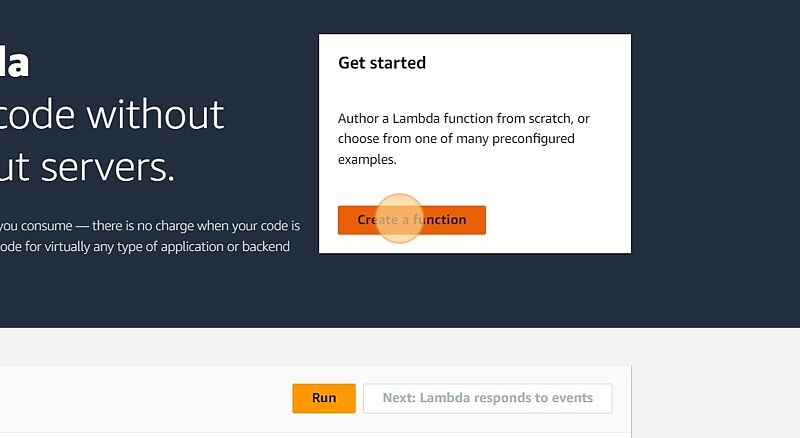 da
code without
ut servers.
you consume — there is no charge when your code is
ode for virtually any type of application or backend
Get started
Author a Lambda function from scratch, or
choose from one of many preconfigured
examples.
Create a function
Run
Next: Lambda responds to events